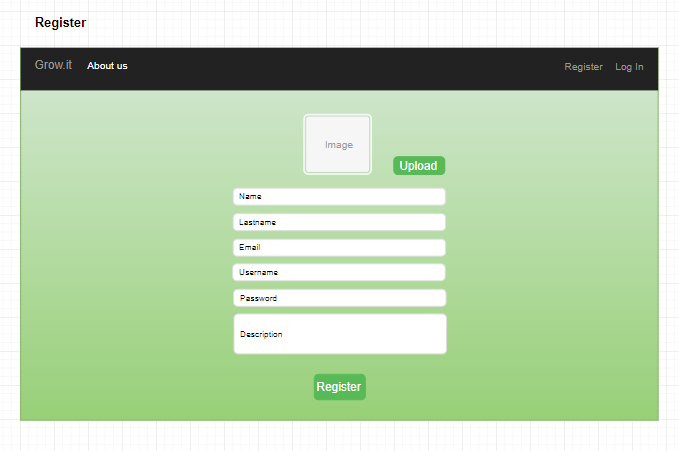 Register
Grow.it About us Register Log In
Image
Upload
Name
Lastname
Email
Username
Password
Description
Register